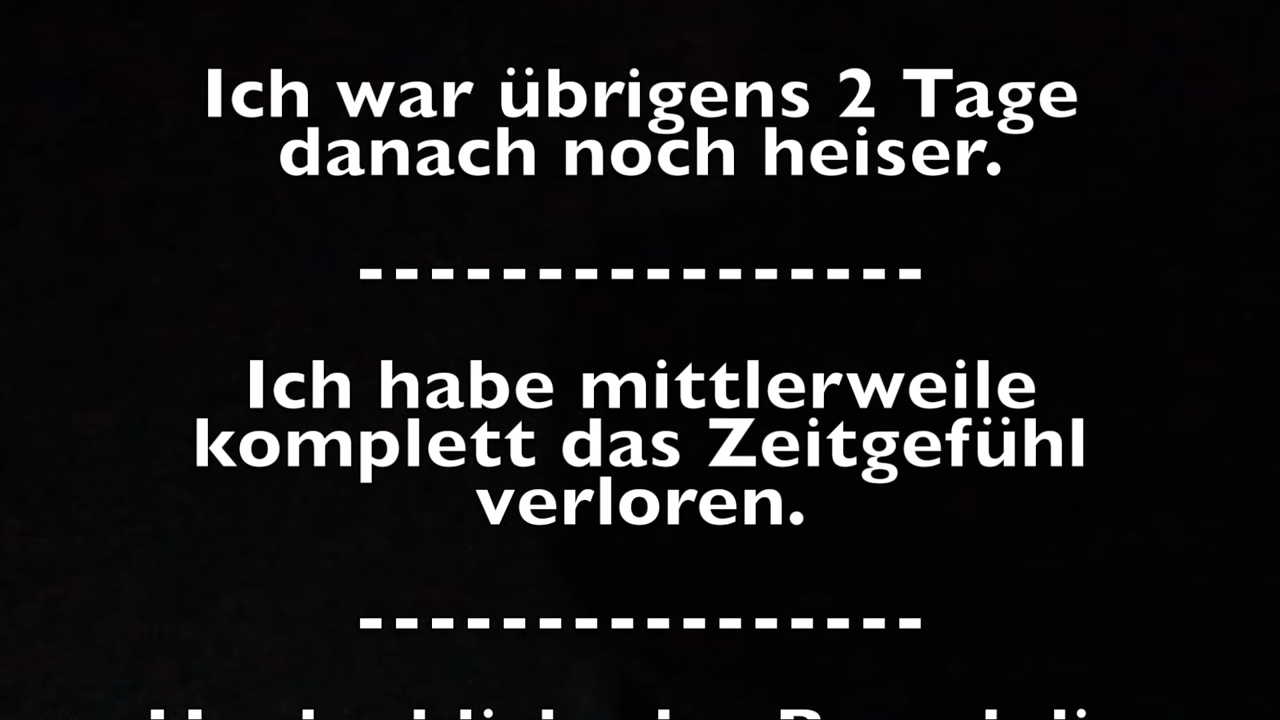 Ich war übrigens 2 Tage
danach noch heiser.
----------------
Ich habe mittlerweile
komplett das Zeitgefühl
verloren.
----------------